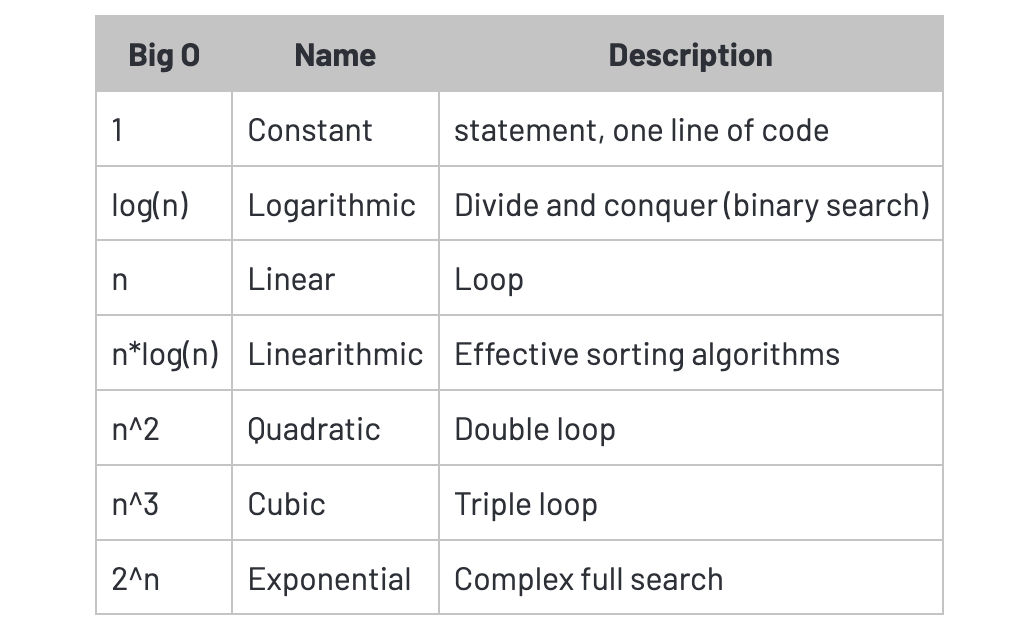 Big O Name Description
1 Constant statement, one line of code
log(n) Logarithmic Divide and conquer (binary search)
n Linear Loop
n*log(n) Linearithmic Effective sorting algorithms
n^2 Quadratic Double loop
n^3 Cubic Triple loop
2^n Exponential Complex full search